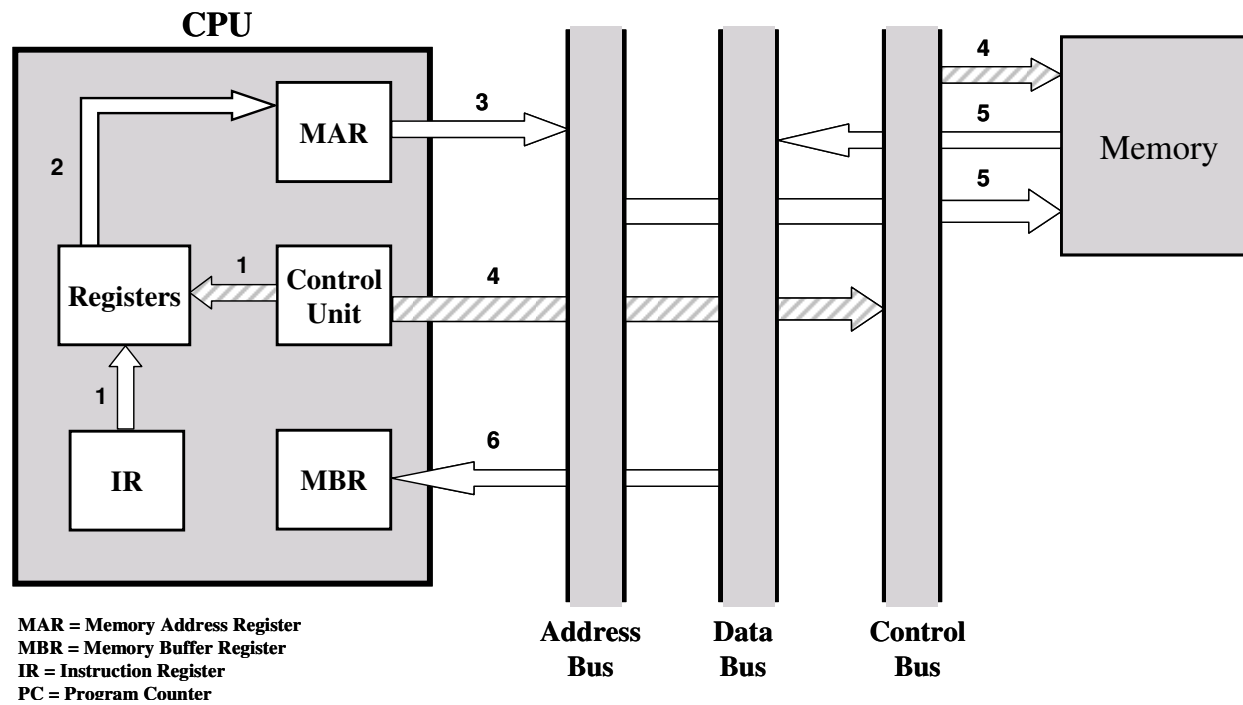 CPU
4
3
5
MAR
Memory
2
5
Registers
1
Control
Unit
4
1
6
IR
MBR
MAR = Memory Address Register
MBR = Memory Buffer Register
IR = Instruction Register
PC = Program Counter
Address
Bus
Data
Bus
Control
Bus